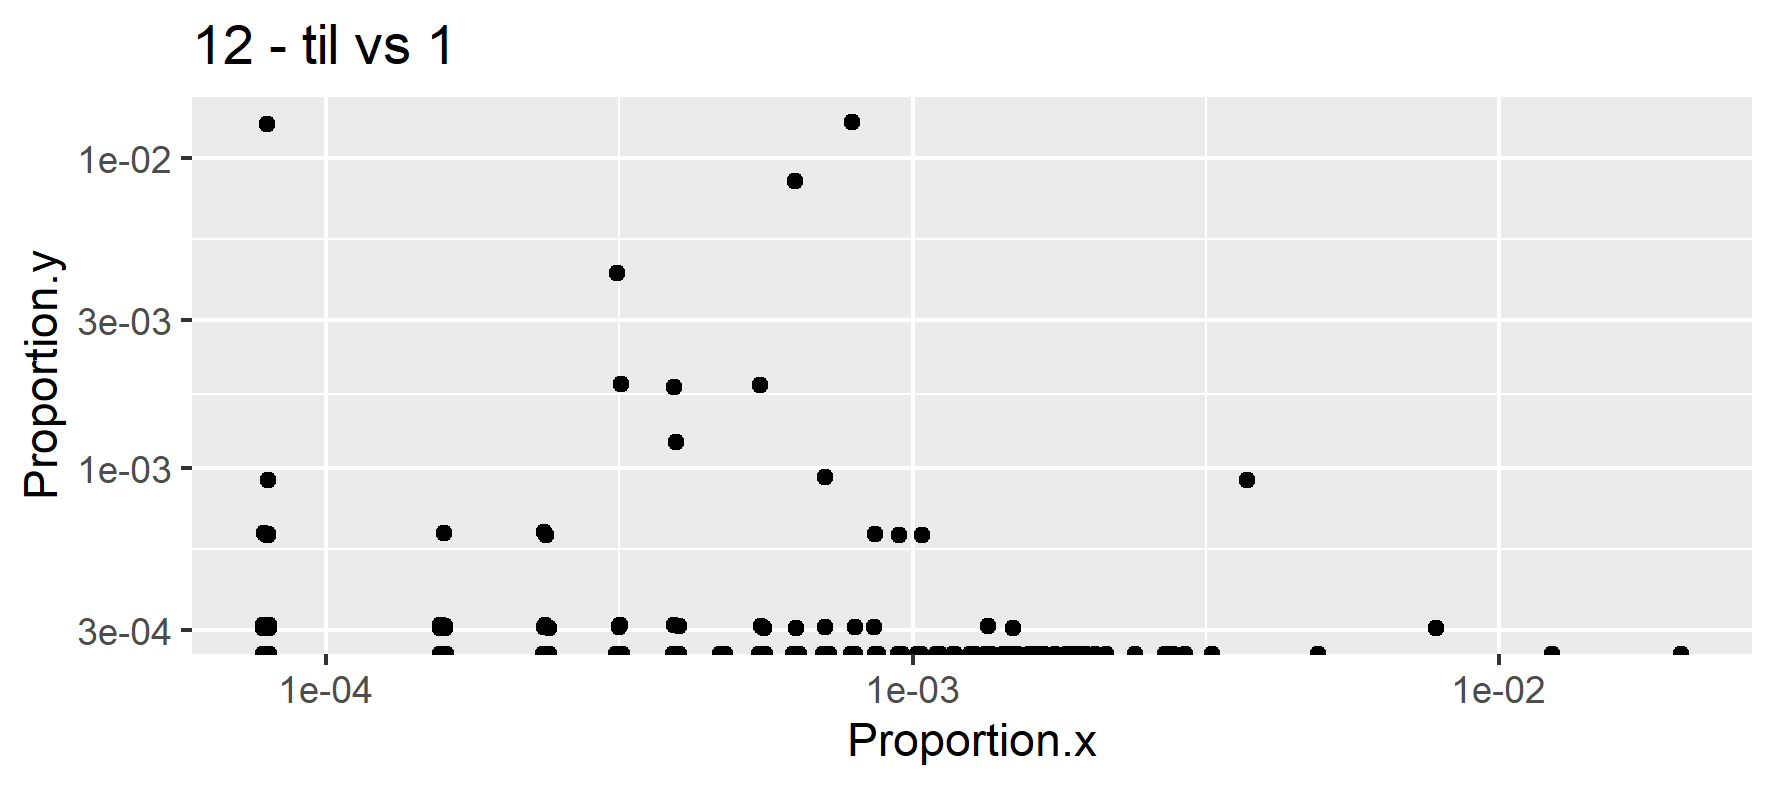 12 - til vs 1
Proportion.y
1e-02
3e-03
1e-03
3e-04
1e-04 1e-03 1e-02
Proportion.x